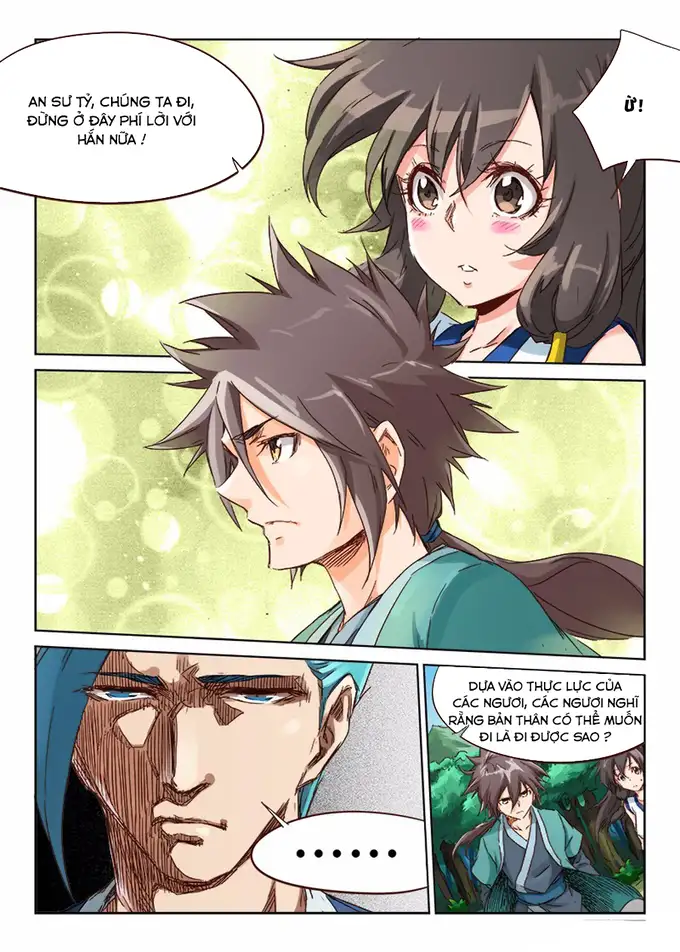 AN SƯ TỶ, CHÚNG TA ĐI,
ĐỪNG Ở ĐÂY PHÍ LỜI VỚI
HẮN NỮA !
Ừ!
DỰA VÀO THỰC LỰC CỦA
CÁC NGƯƠI, CÁC NGƯƠI NGHĨ
RẰNG BẢN THÂN CÓ THỂ MUỐN
ĐI LÀ ĐI ĐƯỢC SAO ?
......